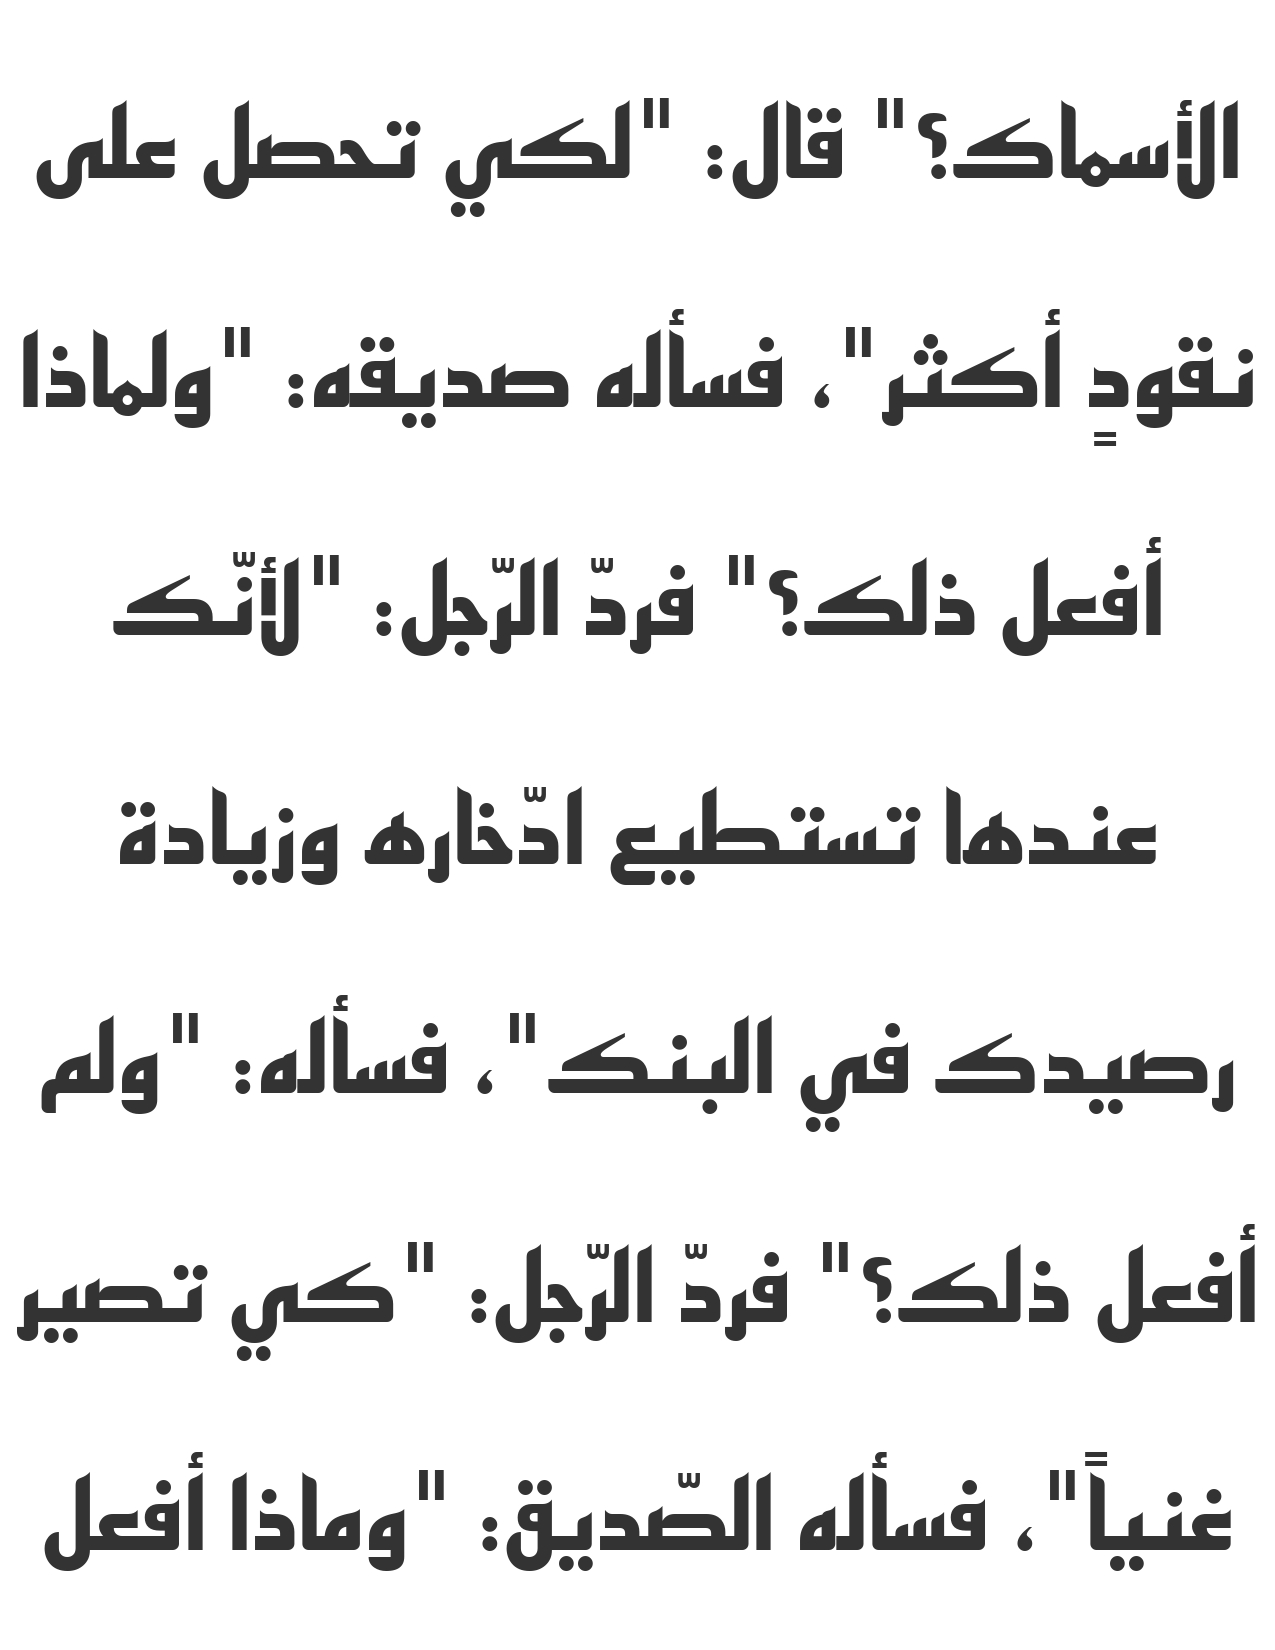 الأسماك؟" قال: "لكي تحصل على
نقودٍ أكثر"، فسأله صديقه: "ولماذا
أفعل ذلك؟" فردّ الرّجل: "لأنّك
عندها تستطيع ادّخاره وزيادة
رصيدك في البنك"، فسأله: "ولم
أفعل ذلك؟" فردّ الرّجل: "كي تصير
غنياً"، فسأله الصّديق: "وماذا أفعل